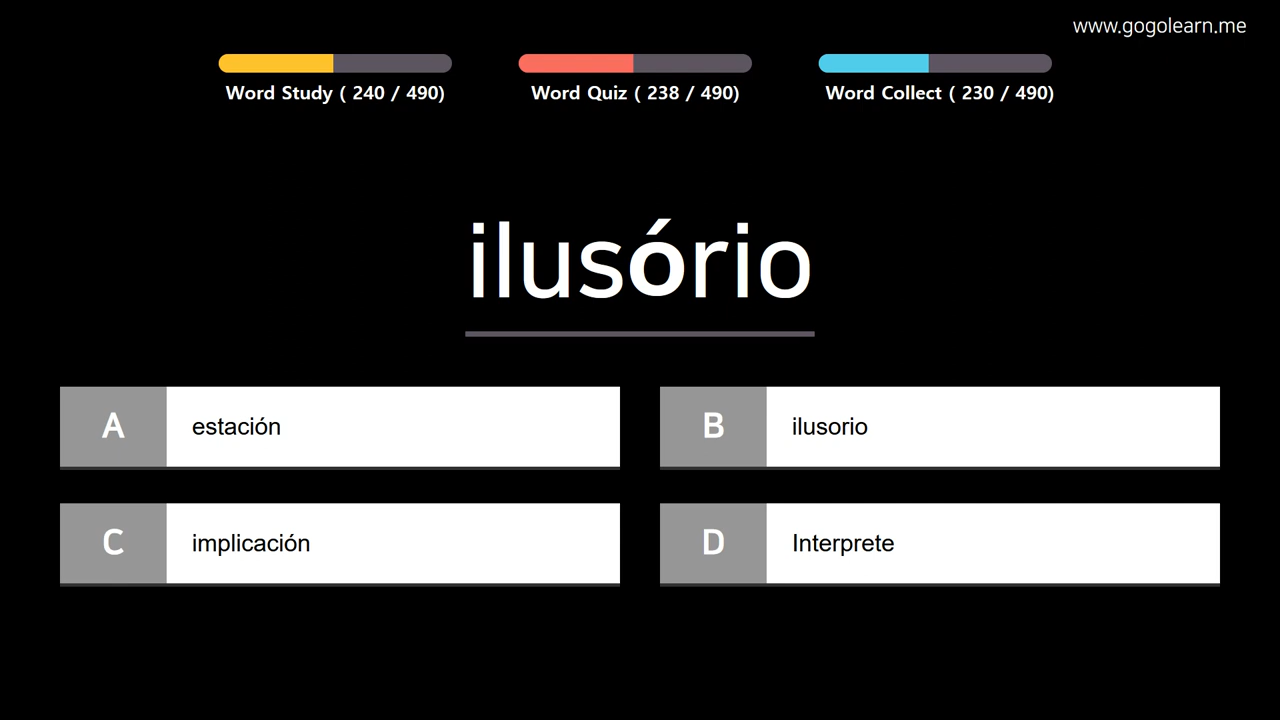 www.gogolearn.me
Word Study ( 240 / 490)
Word Quiz ( 238 / 490)
Word Collect ( 230 / 490)
ilusório
A estación
B ilusorio
C implicación
D Interprete